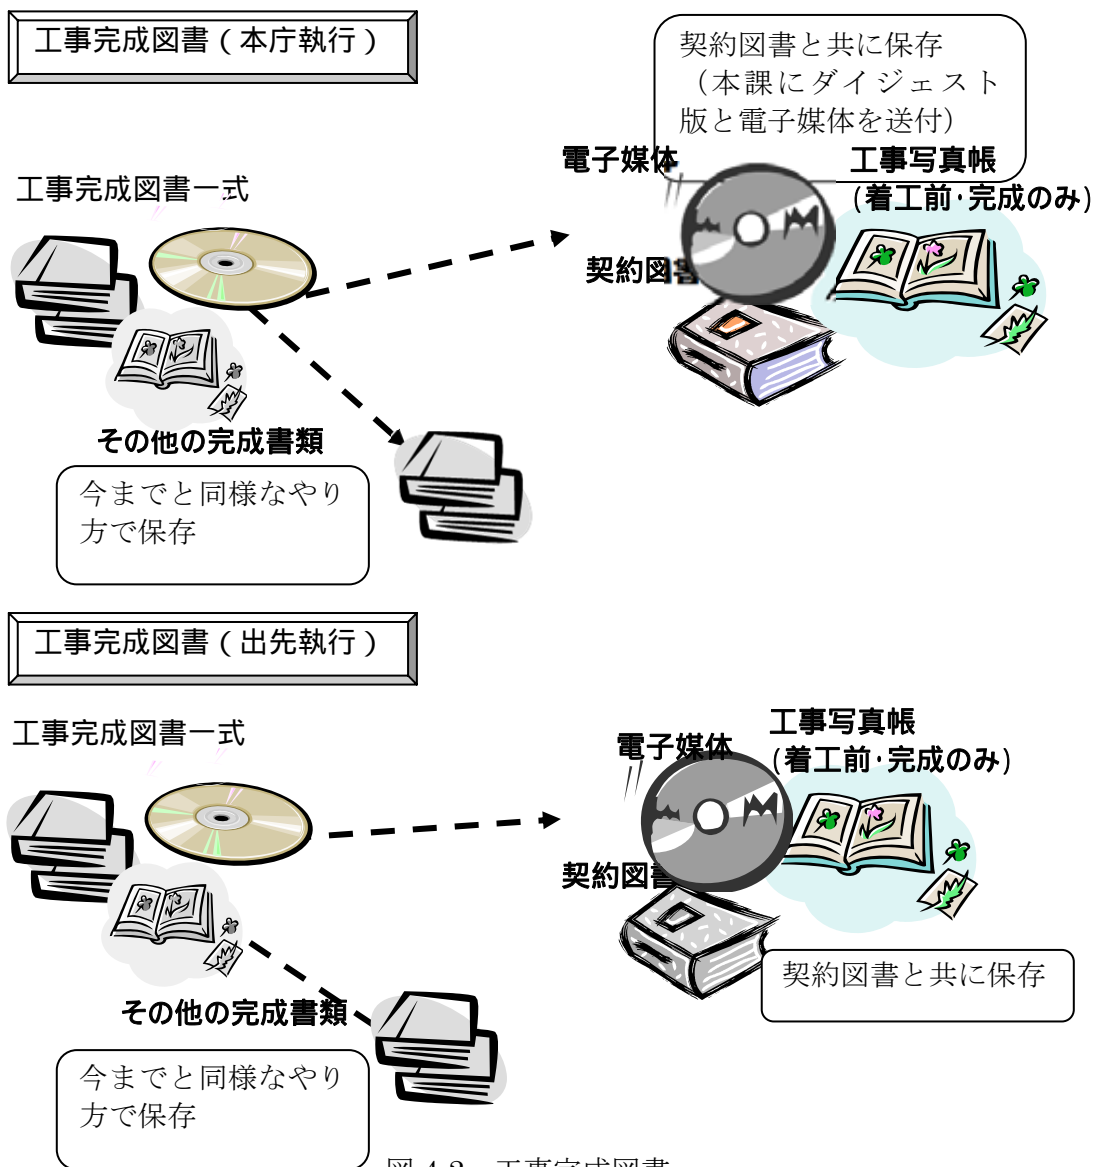 工事完成図書（本庁執行）
契約図書と共に保存
（本課にダイジェスト
版と電子媒体を送付）
電子媒体
工事写真帳
(着工前･完成のみ)
工事完成図書一式
契約図書
その他の完成書類
今までと同様なやり
方で保存
工事完成図書（出先執行）
工事完成図書一式
工事写真帳
(着工前･完成のみ)
電子媒体
契約図書
契約図書と共に保存
その他の完成書類
今までと同様なやり
方で保存
工事完成図書